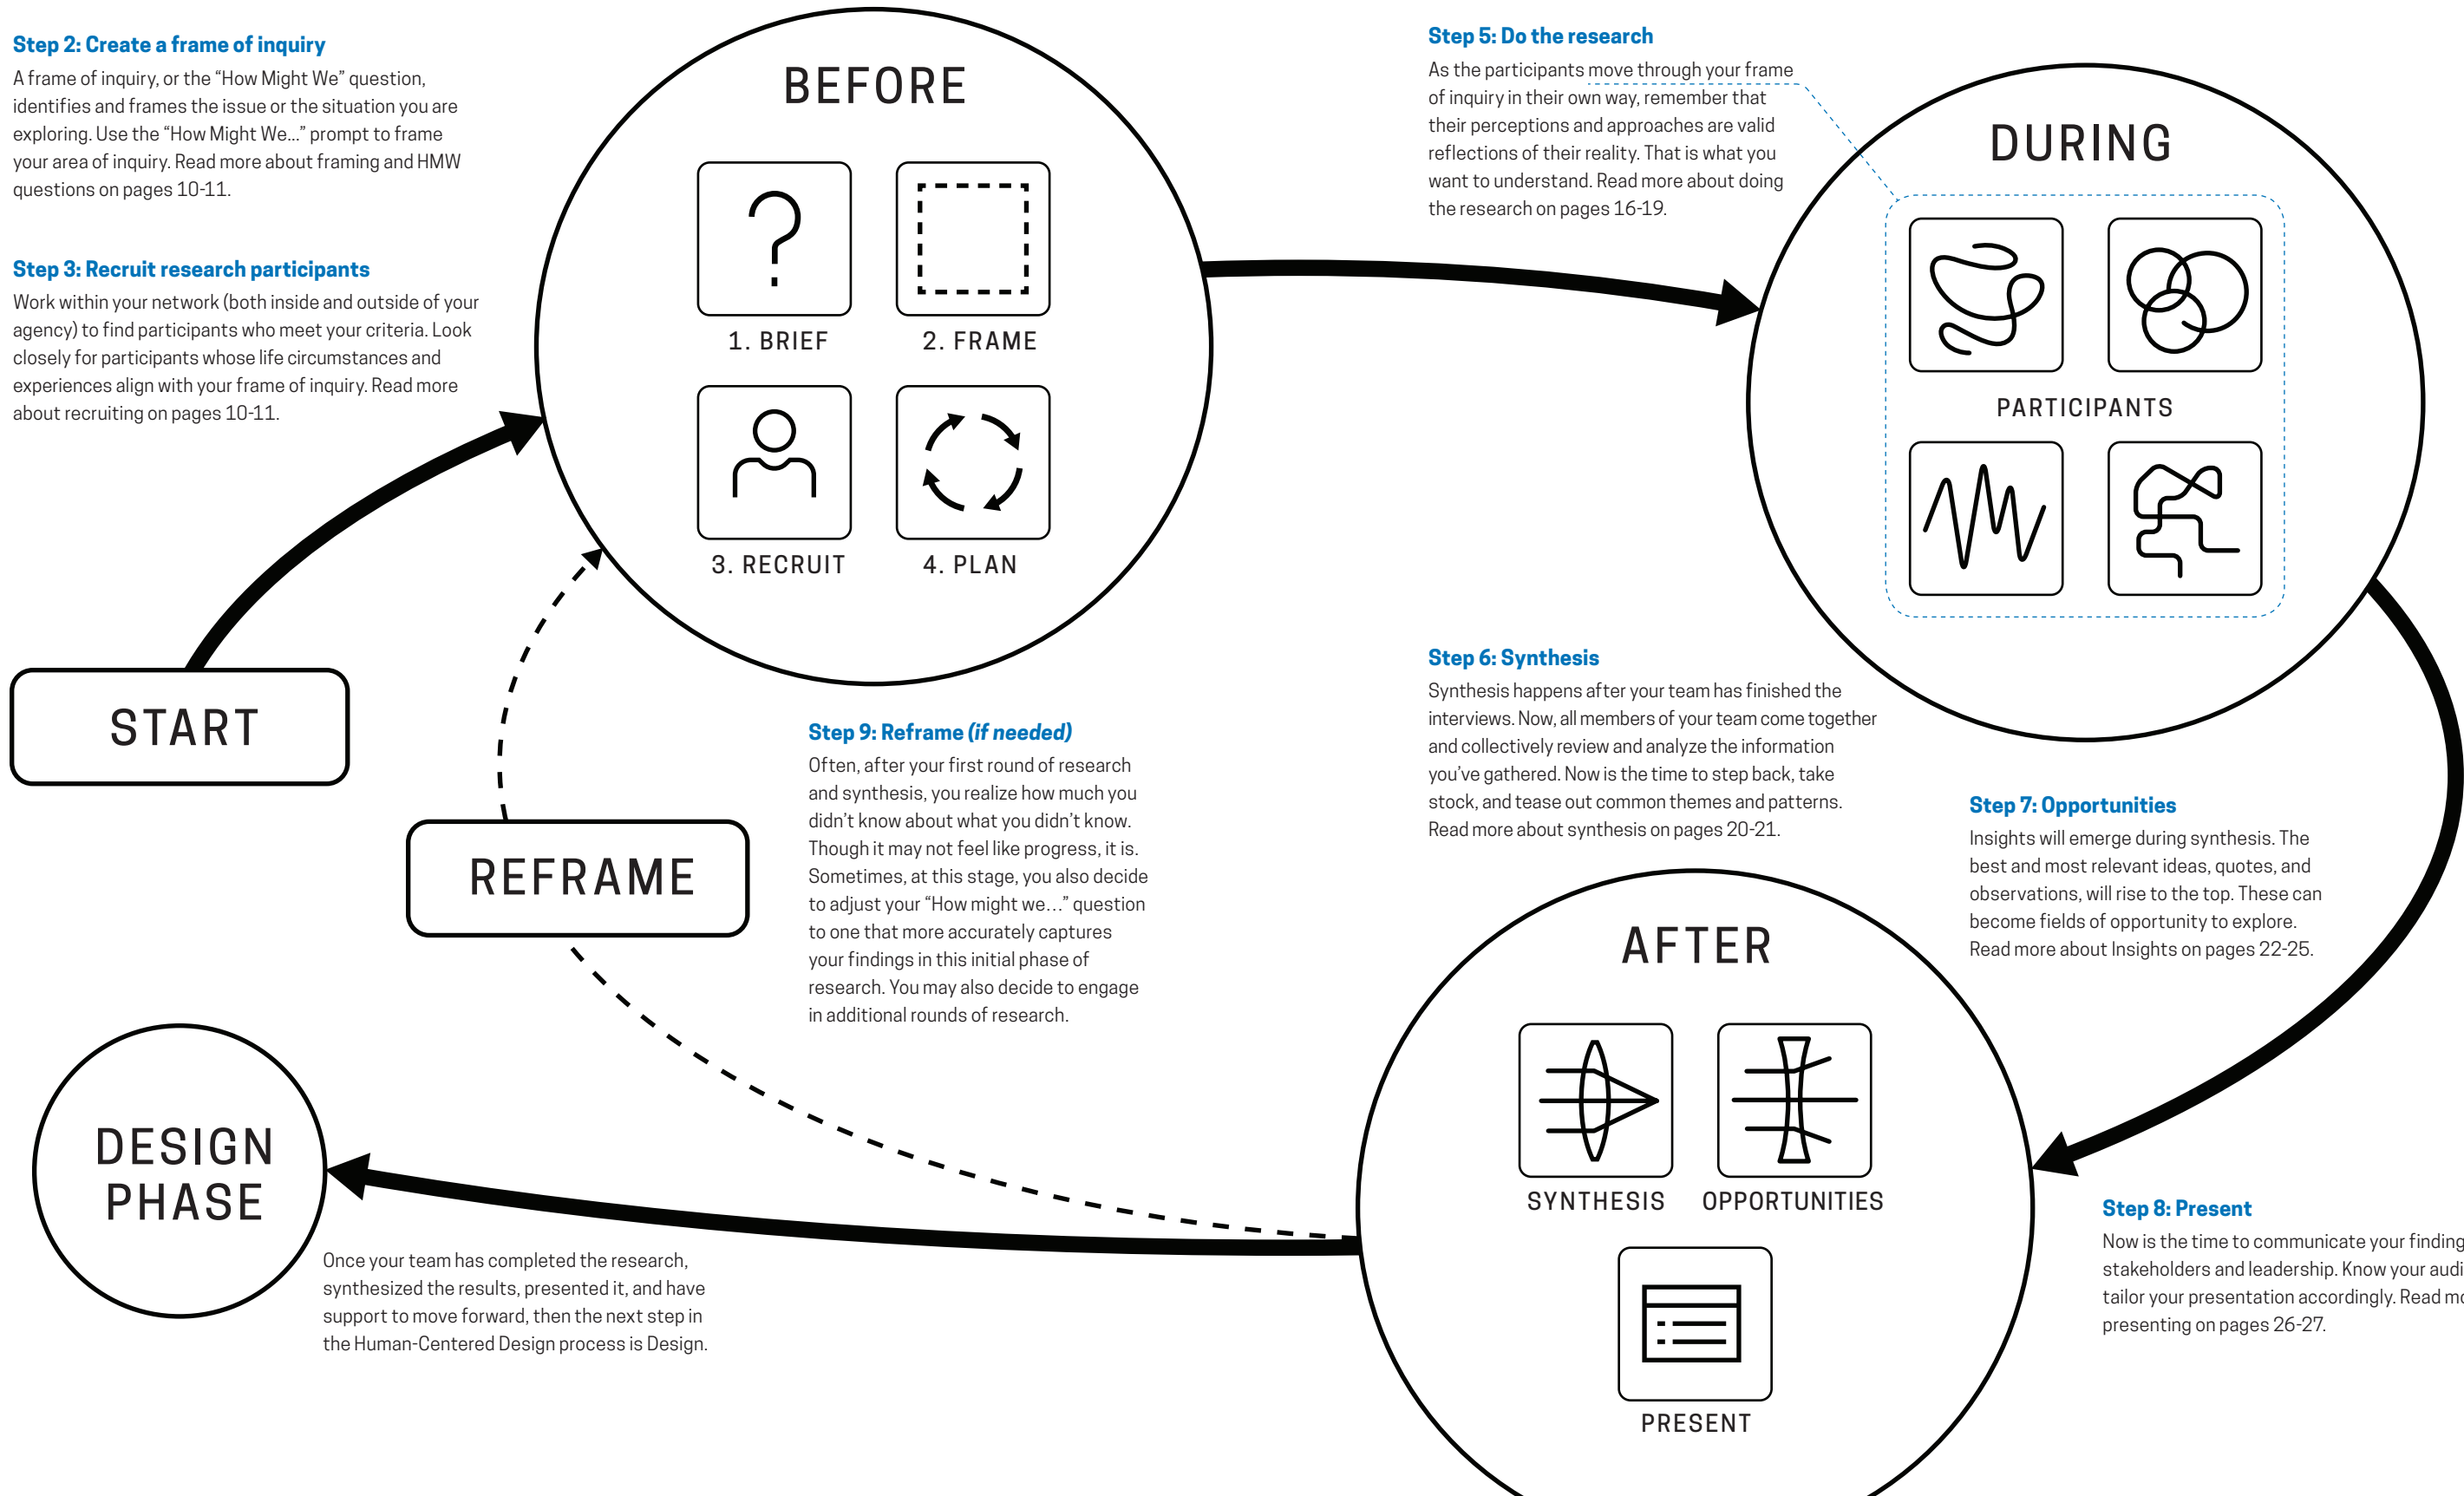 Step 2: Create a frame of inquiry
A frame of inquiry, or the “How Might We” question,
identifies and frames the issue or the situation you are
exploring. Use the “How Might We...” prompt to frame
your area of inquiry. Read more about framing and HMW
questions on pages 10-11.
Step 3: Recruit research participants
Work within your network (both inside and outside of your
agency) to find participants who meet your criteria. Look
closely for participants whose life circumstances and
experiences align with your frame of inquiry. Read more
about recruiting on pages 10-11.
START
BEFORE
1. BRIEF
2. FRAME
3. RECRUIT
4. PLAN
Step 5: Do the research
As the participants move through your frame
of inquiry in their own way, remember that
their perceptions and approaches are valid
reflections of their reality. That is what you
want to understand. Read more about doing
the research on pages 16-19.
DURING
PARTICIPANTS
Step 6: Synthesis
Synthesis happens after your team has finished the
interviews. Now, all members of your team come together
and collectively review and analyze the information
you’ve gathered. Now is the time to step back, take
stock, and tease out common themes and patterns.
Read more about synthesis on pages 20-21.
Step 7: Opportunities
Insights will emerge during synthesis. The
best and most relevant ideas, quotes, and
observations, will rise to the top. These can
become fields of opportunity to explore.
Read more about Insights on pages 22-25.
AFTER
SYNTHESIS
OPPORTUNITIES
PRESENT
Step 8: Present
Now is the time to communicate your finding
stakeholders and leadership. Know your audi
tailor your presentation accordingly. Read mo
presenting on pages 26-27.
REFRAME
Step 9: Reframe (if needed)
Often, after your first round of research
and synthesis, you realize how much you
didn’t know about what you didn’t know.
Though it may not feel like progress, it is.
Sometimes, at this stage, you also decide
to adjust your “How might we…” question
to one that more accurately captures
your findings in this initial phase of
research. You may also decide to engage
in additional rounds of research.
DESIGN
PHASE
Once your team has completed the research,
synthesized the results, presented it, and have
support to move forward, then the next step in
the Human-Centered Design process is Design.